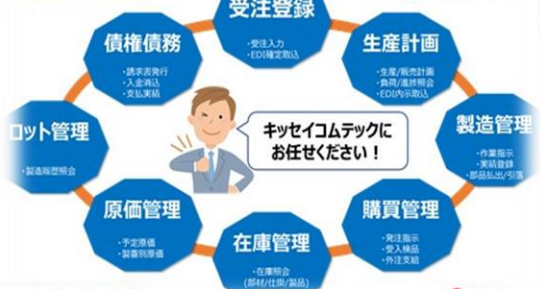 受注登録
・受注入力
・EDI確定取込
生産計画
・生産/販売計画
・負荷/進捗照会
・EDI内示取込
製造管理
・作業指示
・実績登録
・部品払出/引落
購買管理
・発注指示
・受入検品
・外注支給
在庫管理
・在庫照会
(部材/仕掛/製品)
原価管理
・予定原価
・製番別原価
ロット管理
・製造履歴照会
債権債務
・請求書発行
・入金消込
・支払実績
キッセイコムテックに
お任せください！